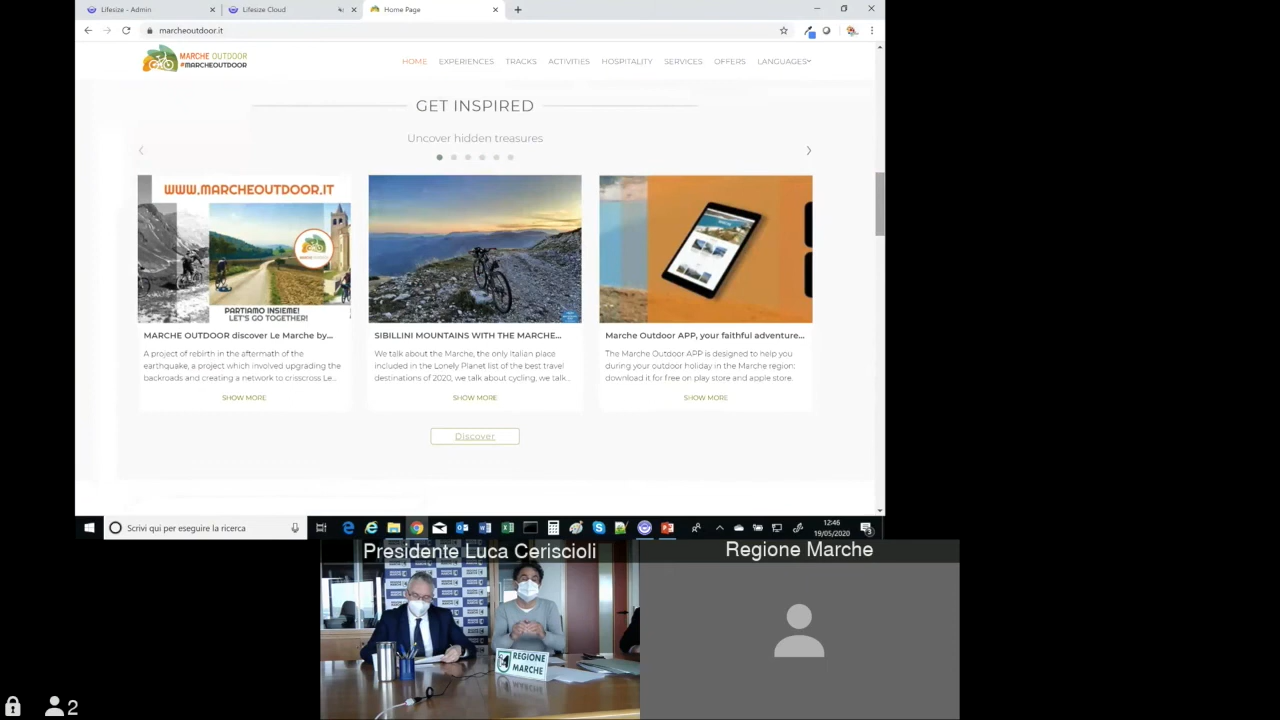 Lifesize - Admin
Lifesize Cloud
Home Page
marcheoutdoor.it
MARCHE OUTDOOR
#MARCHEOUTDOOR
HOME EXPERIENCES TRACKS ACTIVITIES HOSPITALITY SERVICES OFFERS LANGUAGES
GET INSPIRED
Uncover hidden treasures
WWW.MARCHEOUTDOOR.IT
PARTIAMO INSIEME!
LET'S GO TOGETHER!
MARCHE OUTDOOR discover Le Marche by...
A project of rebirth in the aftermath of the
earthquake, a project which involved upgrading the
backroads and creating a network to crisscross Le...
SHOW MORE
SIBILLINI MOUNTAINS WITH THE MARCHE...
We talk about the Marche, the only Italian place
included in the Lonely Planet list of the best travel
destinations of 2020, we talk about cycling, we talk...
SHOW MORE
Marche Outdoor APP, your faithful adventure...
The Marche Outdoor APP is designed to help you
during your outdoor holiday in the Marche region:
download it for free on play store and apple store.
SHOW MORE
Discover
Scrivi qui per eseguire la ricerca
12:46
19/05/2020
3
Presidente Luca Ceriscioli
Regione Marche
REGIONE
MARCHE
2